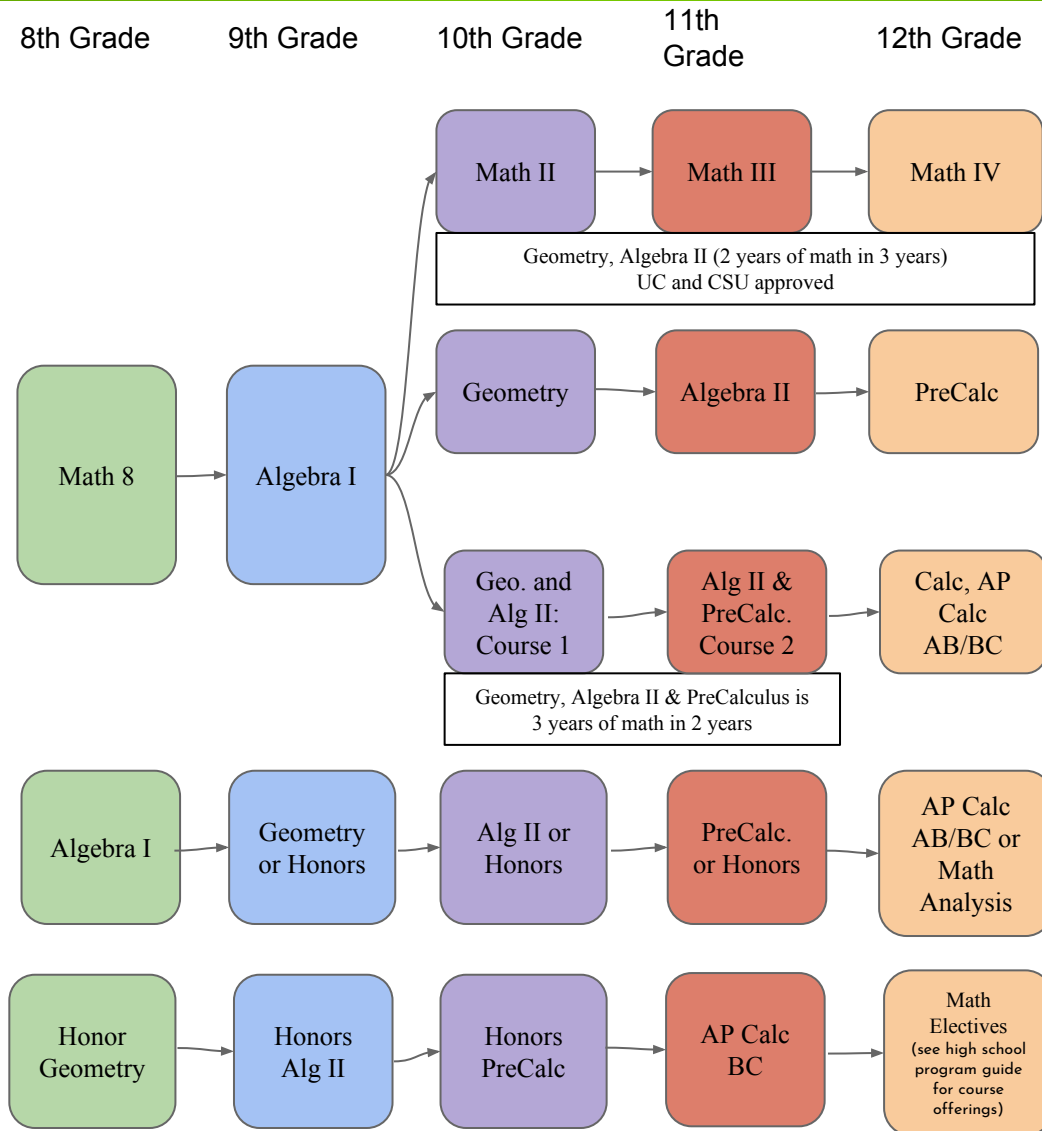 8th Grade
9th Grade
10th Grade
11th
Grade
12th Grade
Math II
Math III
Math IV
Geometry, Algebra II (2 years of math in 3 years)
UC and CSU approved
Geometry
Algebra II
PreCalc
Math 8
Algebra I
Geo. and
Alg II:
Course 1
Alg II &
PreCalc.
Course 2
Calc, AP
Calc
AB/BC
Geometry, Algebra II & PreCalculus is
3 years of math in 2 years
Algebra I
Geometry
or Honors
Alg II or
Honors
PreCalc.
or Honors
AP Calc
AB/BC or
Math
Analysis
Honor
Geometry
Honors
Alg II
Honors
PreCalc
AP Calc
BC
Math
Electives
(see high school
program guide
for course
offerings)